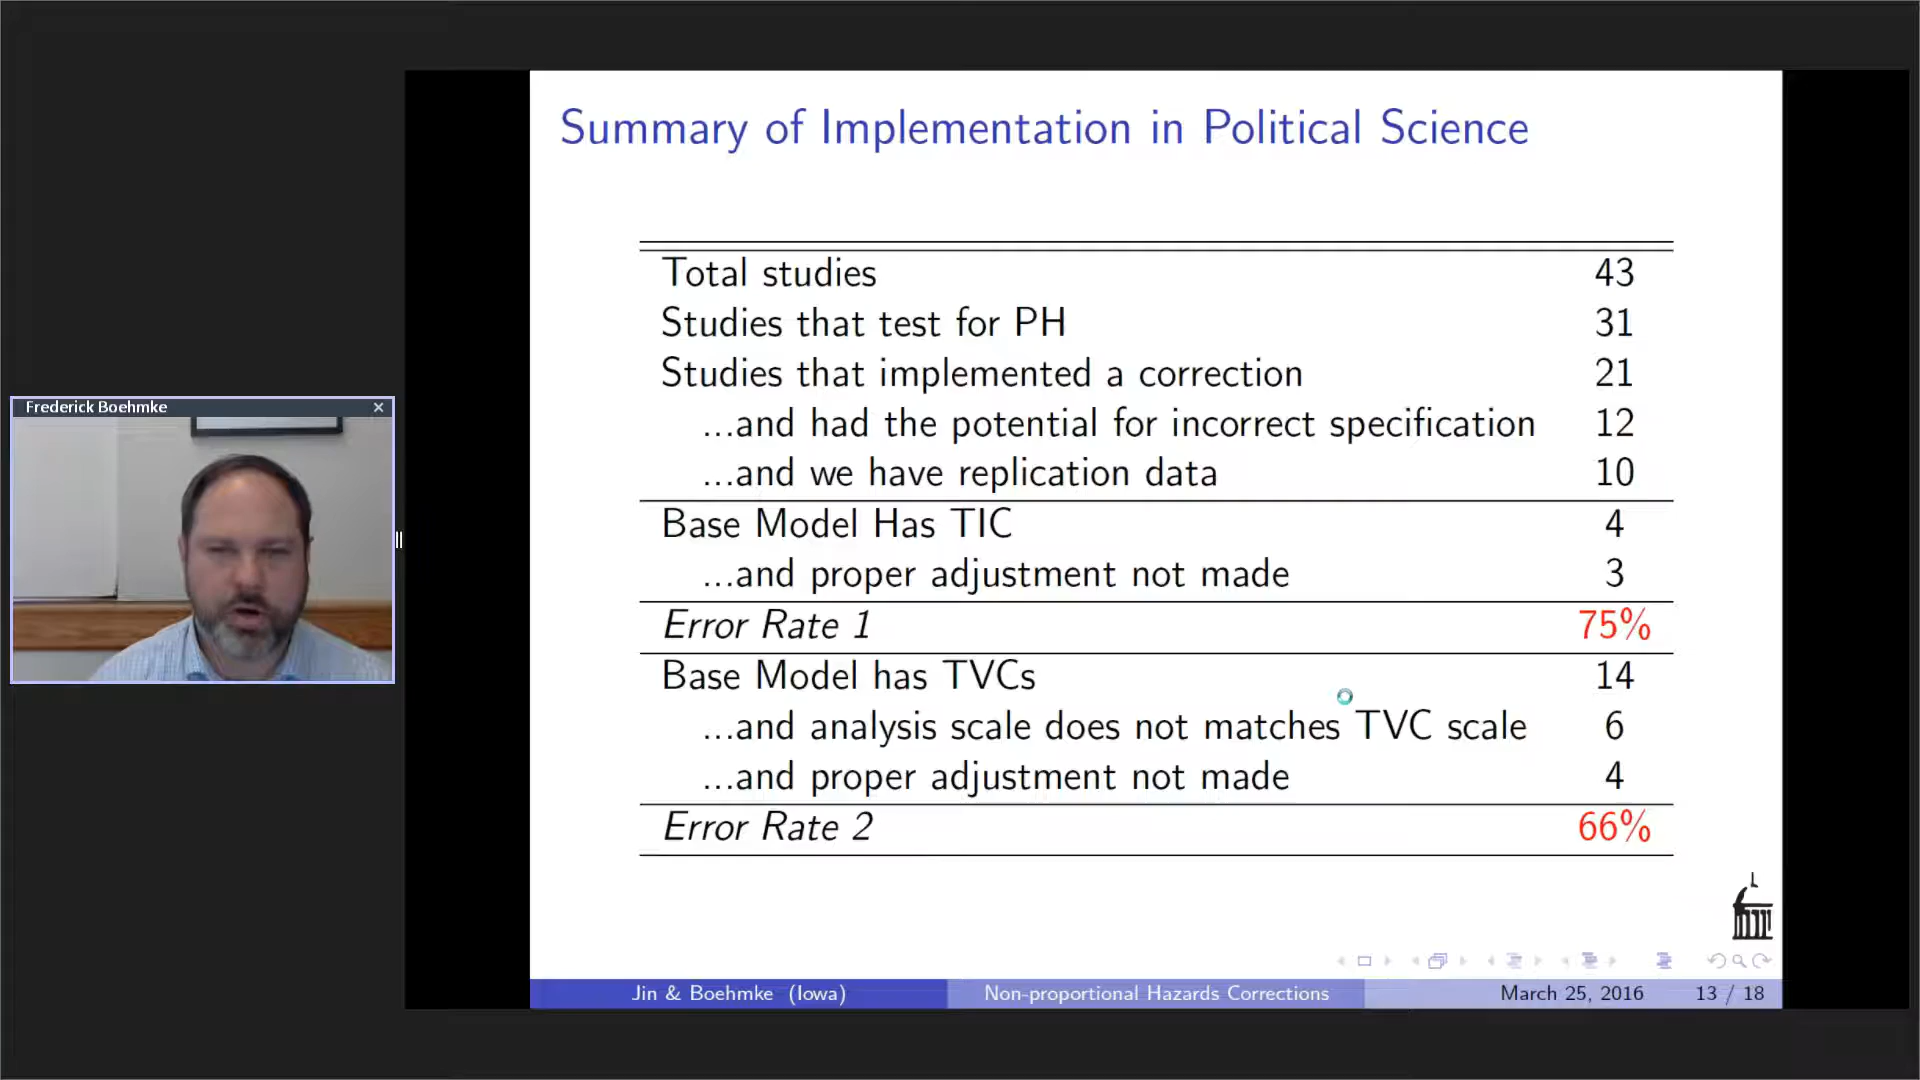 Summary of Implementation in Political Science
Total studies 43
Studies that test for PH 31
Studies that implemented a correction 21
...and had the potential for incorrect specification 12
...and we have replication data 10
Base Model Has TIC 4
...and proper adjustment not made 3
Error Rate 1 75%
Base Model has TVCs 14
...and analysis scale does not matches TVC scale 6
...and proper adjustment not made 4
Error Rate 2 66%
Frederick Boehmke
Jin & Boehmke (Iowa) Non-proportional Hazards Corrections March 25, 2016 13 / 18